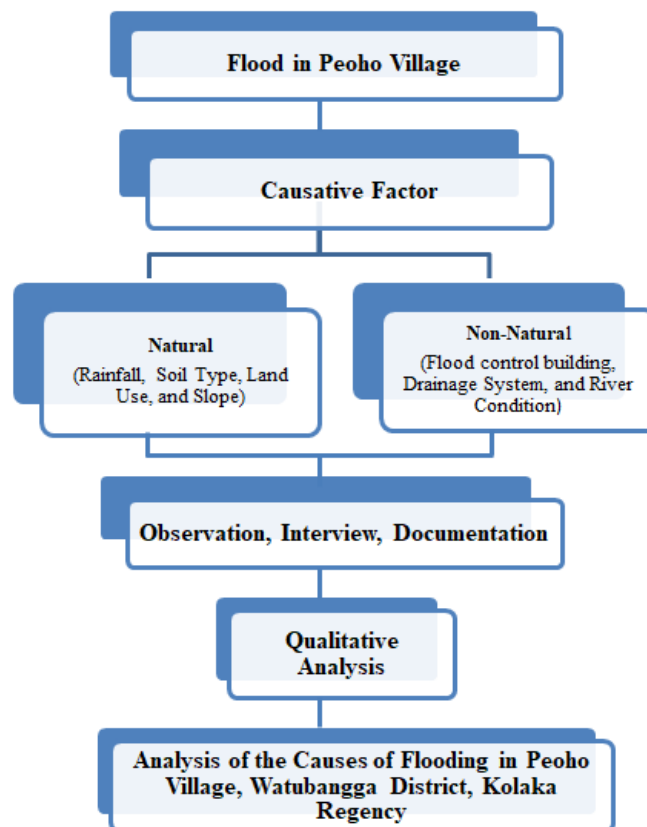 Flood in Peoho Village
Causative Factor
Natural
(Rainfall, Soil Type, Land
Use, and Slope)
Non-Natural
(Flood control building,
Drainage System, and River
Condition)
Observation, Interview, Documentation
Qualitative
Analysis
Analysis of the Causes of Flooding in Peoho
Village, Watubangga District, Kolaka
Regency